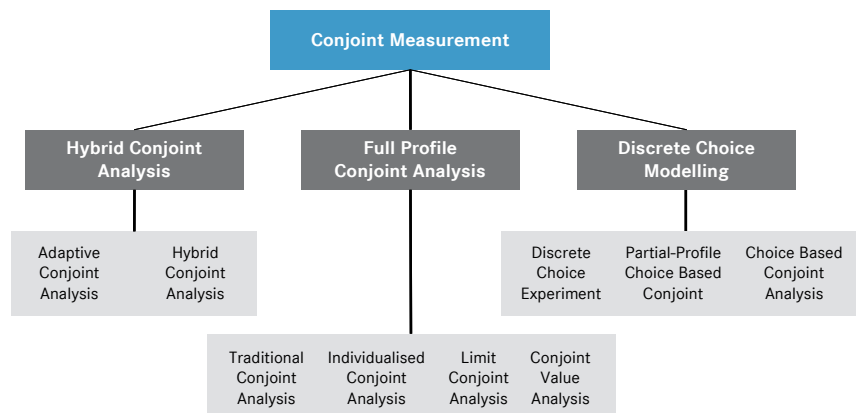 Conjoint Measurement
Hybrid Conjoint
Analysis
Full Profile
Conjoint Analysis
Discrete Choice
Modelling
Adaptive
Conjoint
Analysis
Hybrid
Conjoint
Analysis
Discrete
Choice
Experiment
Partial-Profile
Choice Based
Conjoint
Choice Based
Conjoint
Analysis
Traditional
Conjoint
Analysis
Individualised
Conjoint
Analysis
Limit
Conjoint
Analysis
Conjoint
Value
Analysis